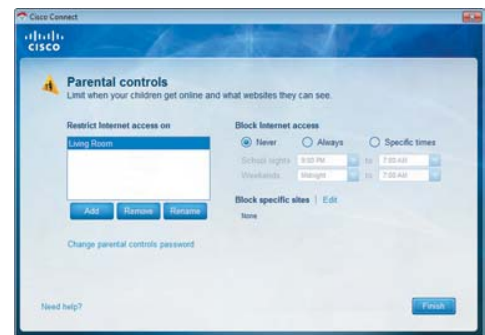 Cisco Connect
CISCO
Parental controls
Limit when your children get online and what websites they can see.
Restrict Internet access on
Living Room
Add Remove Rename
Change parental controls password
Block Internet access
Never Always Specific times
School nights 9:00 PM to 7:00 AM
Weekends Midnight to 7:00 AM
Block specific sites | Edit
None
Need help?
Finish